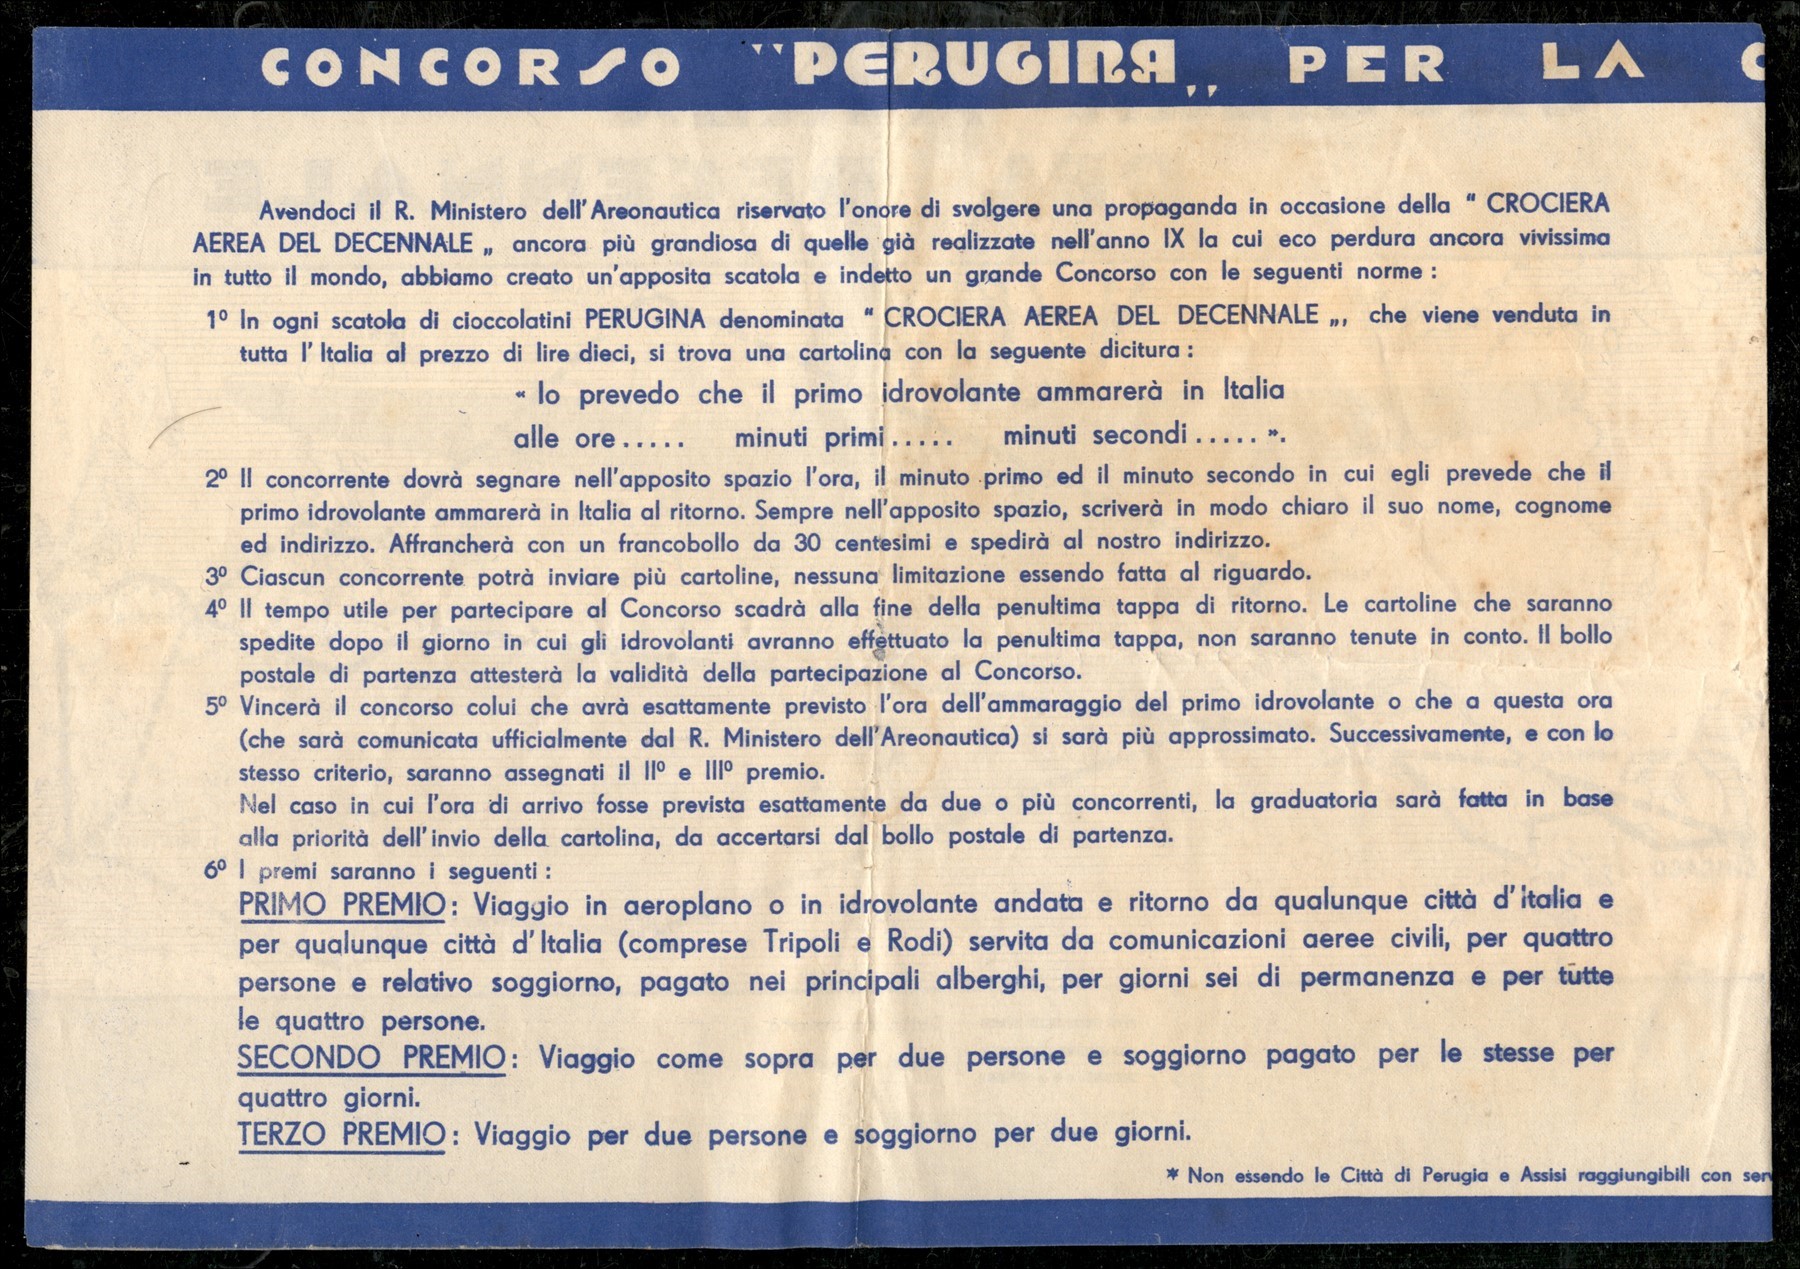 CONCORSO "PERUGINA„ PER LA C
Avendoci il R. Ministero dell'Areonautica riservato l'onore di svolgere una propaganda in occasione della “ CROCIERA
AEREA DEL DECENNALE „ ancora più grandiosa di quelle già realizzate nell'anno IX la cui eco perdura ancora vivissima
in tutto il mondo, abbiamo creato un'apposita scatola e indetto un grande Concorso con le seguenti norme :
1º In ogni scatola di cioccolatini PERUGINA denominata “ CROCIERA AEREA DEL DECENNALE „, che viene venduta in
tutta l'Italia al prezzo di lire dieci, si trova una cartolina con la seguente dicitura :
« Io prevedo che il primo idrovolante ammarerà in Italia
alle ore ..... minuti primi ..... minuti secondi ..... ».
2º Il concorrente dovrà segnare nell'apposito spazio l'ora, il minuto primo ed il minuto secondo in cui egli prevede che il
primo idrovolante ammarerà in Italia al ritorno. Sempre nell'apposito spazio, scriverà in modo chiaro il suo nome, cognome
ed indirizzo. Affrancherà con un francobollo da 30 centesimi e spedirà al nostro indirizzo.
3º Ciascun concorrente potrà inviare più cartoline, nessuna limitazione essendo fatta al riguardo.
4º Il tempo utile per partecipare al Concorso scadrà alla fine della penultima tappa di ritorno. Le cartoline che saranno
spedite dopo il giorno in cui gli idrovolanti avranno effettuato la penultima tappa, non saranno tenute in conto. Il bollo
postale di partenza attesterà la validità della partecipazione al Concorso.
5º Vincerà il concorso colui che avrà esattamente previsto l'ora dell'ammaraggio del primo idrovolante o che a questa ora
(che sarà comunicata ufficialmente dal R. Ministero dell'Areonautica) si sarà più approssimato. Successivamente, e con lo
stesso criterio, saranno assegnati il IIº e IIIº premio.
Nel caso in cui l'ora di arrivo fosse prevista esattamente da due o più concorrenti, la graduatoria sarà fatta in base
alla priorità dell'invio della cartolina, da accertarsi dal bollo postale di partenza.
6º I premi saranno i seguenti :
PRIMO PREMIO : Viaggio in aeroplano o in idrovolante andata e ritorno da qualunque città d'Italia e
per qualunque città d'Italia (comprese Tripoli e Rodi) servita da comunicazioni aeree civili, per quattro
persone e relativo soggiorno, pagato nei principali alberghi, per giorni sei di permanenza e per tutte
le quattro persone.
SECONDO PREMIO : Viaggio come sopra per due persone e soggiorno pagato per le stesse per
quattro giorni.
TERZO PREMIO : Viaggio per due persone e soggiorno per due giorni.
* Non essendo le Città di Perugia e Assisi raggiungibili con serv